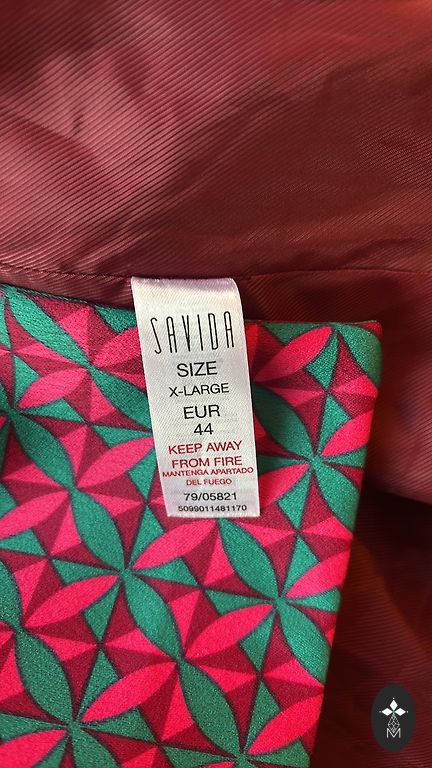 SAVIDA
SIZE
X-LARGE
EUR
44
KEEP AWAY
FROM FIRE
MANTENGA APARTADO
DEL FUEGO
79/05821
5099011481170